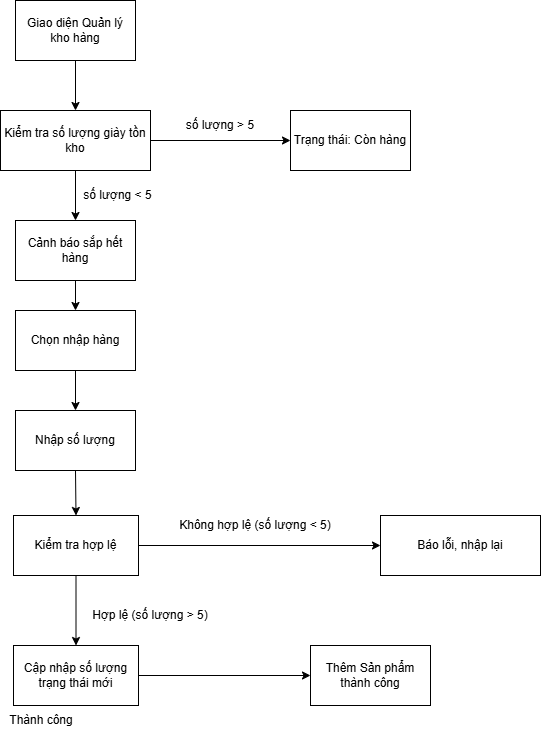 Giao diện Quản lý
kho hàng
Kiểm tra số lượng giày tồn
kho
số lượng > 5
Trạng thái: Còn hàng
số lượng < 5
Cảnh báo sắp hết
hàng
Chọn nhập hàng
Nhập số lượng
Kiểm tra hợp lệ
Không hợp lệ (số lượng < 5)
Báo lỗi, nhập lại
Hợp lệ (số lượng > 5)
Cập nhập số lượng
trạng thái mới
Thêm Sản phẩm
thành công
Thành công